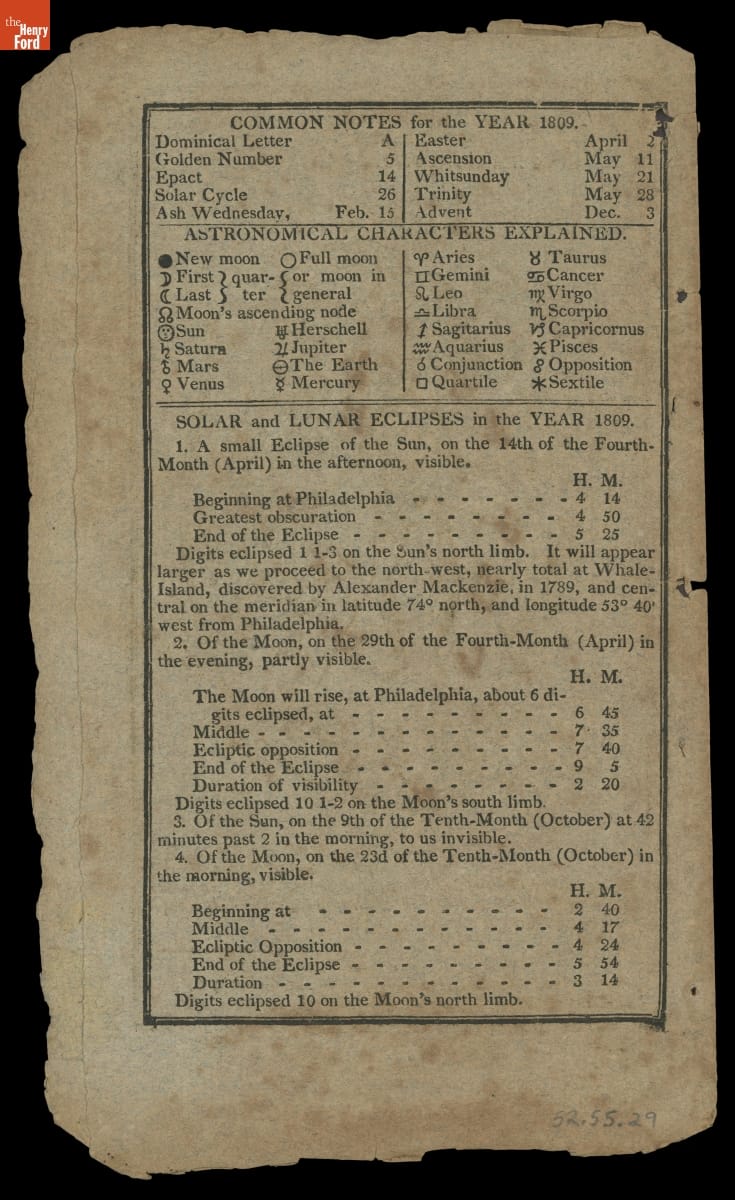 the
Henry
Ford
COMMON NOTES for the YEAR 1809.
Dominical Letter A Easter April 2
Golden Number 5 Ascension May 11
Epact 14 Whitsunday May 21
Solar Cycle 26 Trinity May 28
Ash Wednesday, Feb. 15 Advent Dec. 3
ASTRONOMICAL CHARACTERS EXPLAINED.
● New moon ○ Full moon ♈ Aries ♉ Taurus
☽ First } quar- { or moon in ♊ Gemini ♋ Cancer
☾ Last } ter { general ♌ Leo ♍ Virgo
☊ Moon's ascending node ♎ Libra ♏ Scorpio
☉ Sun ♅ Herschell ♐ Sagitarius ♑ Capricornus
♄ Saturn ♃ Jupiter ♒ Aquarius ♓ Pisces
♂ Mars ⊖ The Earth ☌ Conjunction ☍ Opposition
♀ Venus ☿ Mercury □ Quartile ⚹ Sextile
SOLAR and LUNAR ECLIPSES in the YEAR 1809.
1. A small Eclipse of the Sun, on the 14th of the Fourth-
Month (April) in the afternoon, visible.
H. M.
Beginning at Philadelphia - - - - - - - 4 14
Greatest obscuration - - - - - - - - 4 50
End of the Eclipse - - - - - - - - - 5 25
Digits eclipsed 1 1-3 on the Sun's north limb. It will appear
larger as we proceed to the north-west, nearly total at Whale-
Island, discovered by Alexander Mackenzie, in 1789, and cen-
tral on the meridian in latitude 74° north, and longitude 53° 40'
west from Philadelphia.
2. Of the Moon, on the 29th of the Fourth-Month (April) in
the evening, partly visible.
H. M.
The Moon will rise, at Philadelphia, about 6 di-
gits eclipsed, at - - - - - - - - - 6 45
Middle - - - - - - - - - - - - - 7 35
Ecliptic opposition - - - - - - - - - 7 40
End of the Eclipse - - - - - - - - - 9 5
Duration of visibility - - - - - - - - 2 20
Digits eclipsed 10 1-2 on the Moon's south limb.
3. Of the Sun, on the 9th of the Tenth-Month (October) at 42
minutes past 2 in the morning, to us invisible.
4. Of the Moon, on the 23d of the Tenth-Month (October) in
the morning, visible.
H. M.
Beginning at - - - - - - - - - - 2 40
Middle - - - - - - - - - - - - 4 17
Ecliptic Opposition - - - - - - - - - 4 24
End of the Eclipse - - - - - - - - - 5 54
Duration - - - - - - - - - - - - 3 14
Digits eclipsed 10 on the Moon's north limb.
52.55.29